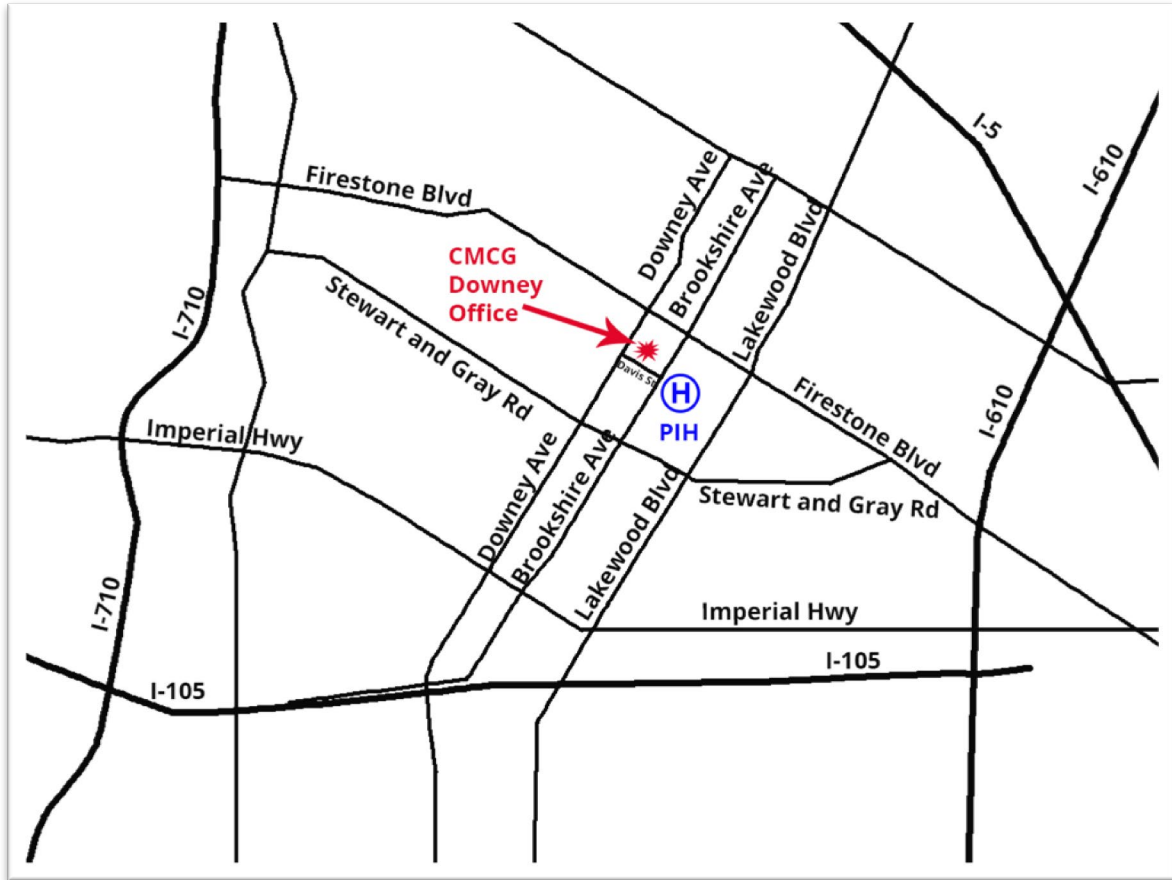 I-5
I-610
Firestone Blvd
Downey Ave
Brookshire Ave
Lakewood Blvd
CMCG
Downey
Office
Stewart and Gray Rd
I-710
Davis St
H
PIH
Firestone Blvd
I-610
Imperial Hwy
Downey Ave
Brookshire Ave
Lakewood Blvd
Stewart and Gray Rd
I-710
Imperial Hwy
I-105
I-105